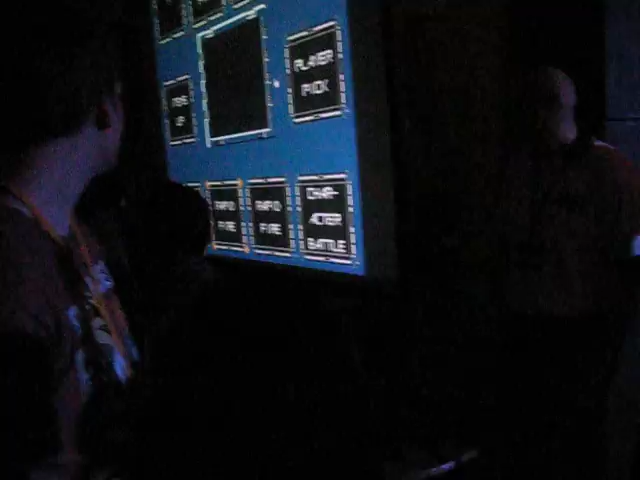 PLAYER
PICK
RAPID
FIRE
RAPID
FIRE
CHAR-
ACTER
BATTLE